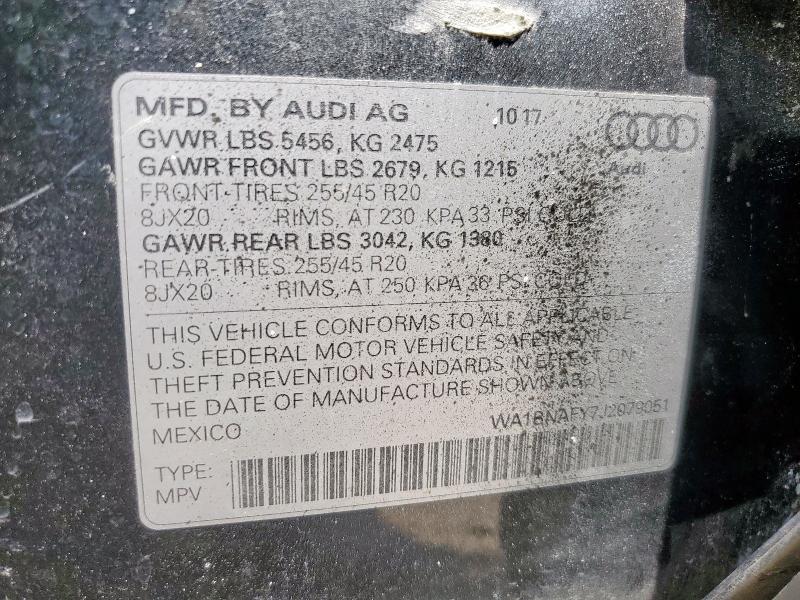 MFD. BY AUDI AG 10 17
GVWR LBS 5456, KG 2475
GAWR FRONT LBS 2679, KG 1215 Audi
FRONT-TIRES 255/45 R20
8JX20 RIMS, AT 230 KPA 33 PSI COLD
GAWR REAR LBS 3042, KG 1380
REAR-TIRES 255/45 R20
8JX20 RIMS, AT 250 KPA 36 PSI COLD
THIS VEHICLE CONFORMS TO ALL APPLICABLE
U.S. FEDERAL MOTOR VEHICLE SAFETY AND
THEFT PREVENTION STANDARDS IN EFFECT ON
THE DATE OF MANUFACTURE SHOWN ABOVE
MEXICO WA1BNAFY7J2079051
TYPE:
MPV